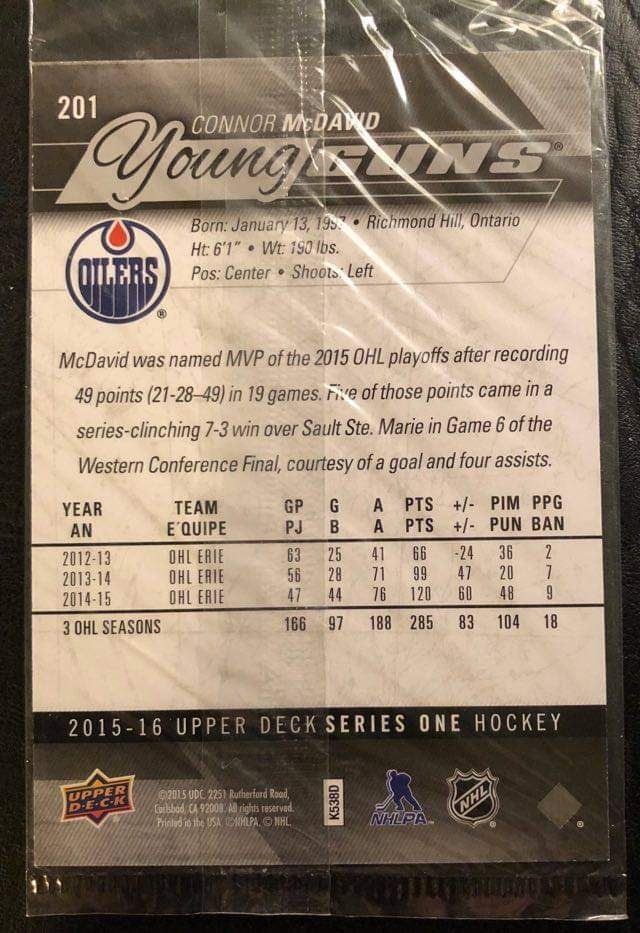 201
CONNOR McDAVID
Young GUNS®
Born: January 13, 1997 • Richmond Hill, Ontario
Ht: 6'1" • Wt: 190 lbs.
Pos: Center • Shoots: Left
OILERS
®
McDavid was named MVP of the 2015 OHL playoffs after recording
49 points (21-28–49) in 19 games. Five of those points came in a
series-clinching 7-3 win over Sault Ste. Marie in Game 6 of the
Western Conference Final, courtesy of a goal and four assists.
YEAR TEAM GP G A PTS +/- PIM PPG
AN E´QUIPE PJ B A PTS +/- PUN BAN
2012-13 OHL ERIE 63 25 41 66 -24 36 2
2013-14 OHL ERIE 56 28 71 99 47 20 7
2014-15 OHL ERIE 47 44 76 120 60 48 9
3 OHL SEASONS 166 97 188 285 83 104 18
2015-16 UPPER DECK SERIES ONE HOCKEY
UPPER
D·E·C·K
©2015 UDC. 2251 Rutherford Road,
Carlsbad, CA 92008. All rights reserved.
Printed in the USA ©NHLPA. © NHL.
K538D
NHLPA™
NHL
®